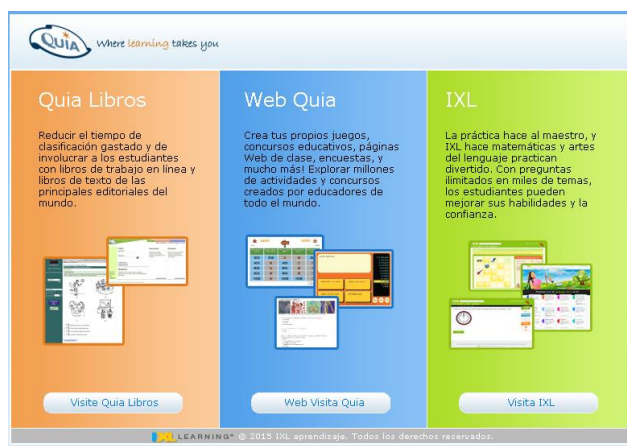 QUIA Where learning takes you
Quia Libros
Reducir el tiempo de
clasificación gastado y de
involucrar a los estudiantes
con libros de trabajo en línea y
libros de texto de las
principales editoriales del
mundo.
Visite Quia Libros
Web Quia
Crea tus propios juegos,
concursos educativos, páginas
Web de clase, encuestas, y
mucho más! Explorar millones
de actividades y concursos
creados por educadores de
todo el mundo.
Web Visita Quia
IXL
La práctica hace al maestro, y
IXL hace matemáticas y artes
del lenguaje practican
divertido. Con preguntas
ilimitados en miles de temas,
los estudiantes pueden
mejorar sus habilidades y la
confianza.
Visita IXL
IXL LEARNING® © 2015 IXL aprendizaje. Todos los derechos reservados.